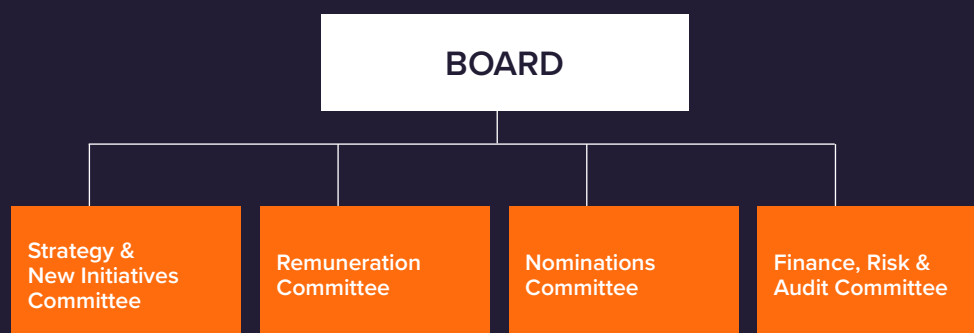 BOARD
Strategy &
New Initiatives
Committee
Remuneration
Committee
Nominations
Committee
Finance, Risk &
Audit Committee